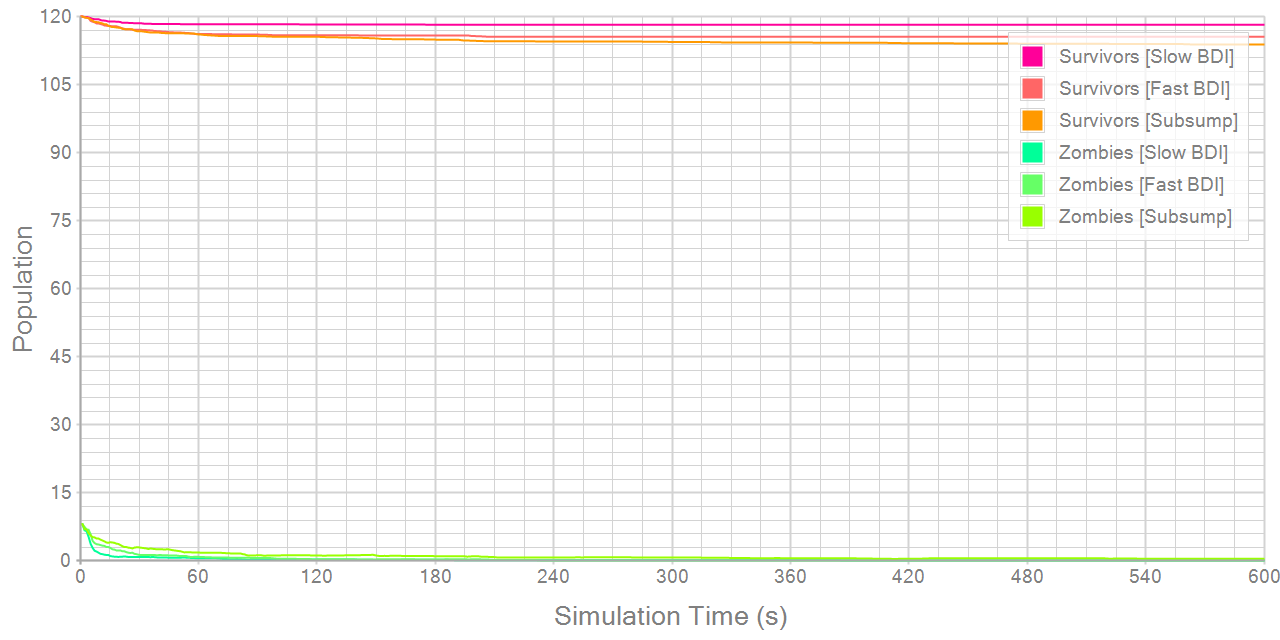 120
105
90
75
60
45
30
15
0
Population
Survivors [Slow BDI]
Survivors [Fast BDI]
Survivors [Subsump]
Zombies [Slow BDI]
Zombies [Fast BDI]
Zombies [Subsump]
0 60 120 180 240 300 360 420 480 540 600
Simulation Time (s)